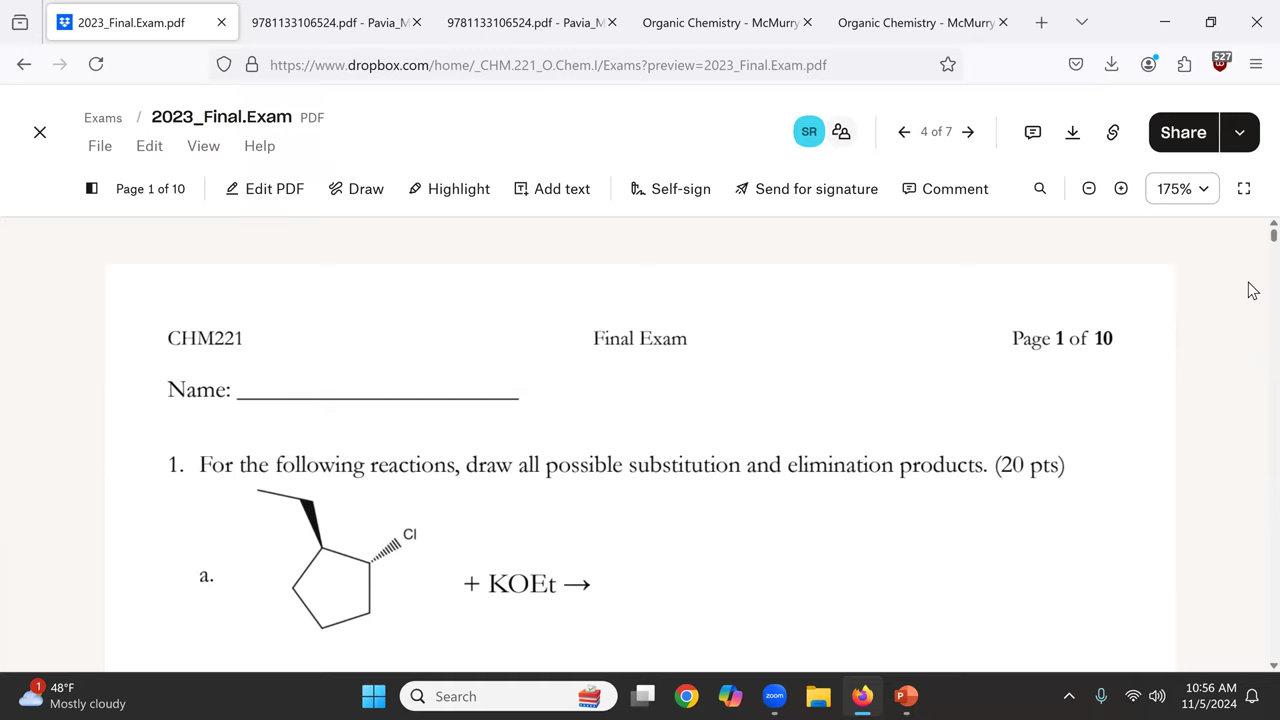 2023_Final.Exam.pdf
9781133106524.pdf - Pavia_M
9781133106524.pdf - Pavia_M
Organic Chemistry - McMurry
Organic Chemistry - McMurry
https://www.dropbox.com/home/_CHM.221_O.Chem.I/Exams?preview=2023_Final.Exam.pdf
527
Exams / 2023_Final.Exam PDF
File Edit View Help
SR
4 of 7
Share
Page 1 of 10
Edit PDF
Draw
Highlight
Add text
Self-sign
Send for signature
Comment
175%
CHM221 Final Exam Page 1 of 10
Name: ____________________
1. For the following reactions, draw all possible substitution and elimination products. (20 pts)
Cl
a. + KOEt →
1
48°F
Mostly cloudy
Search
zoom
10:56 AM
11/5/2024